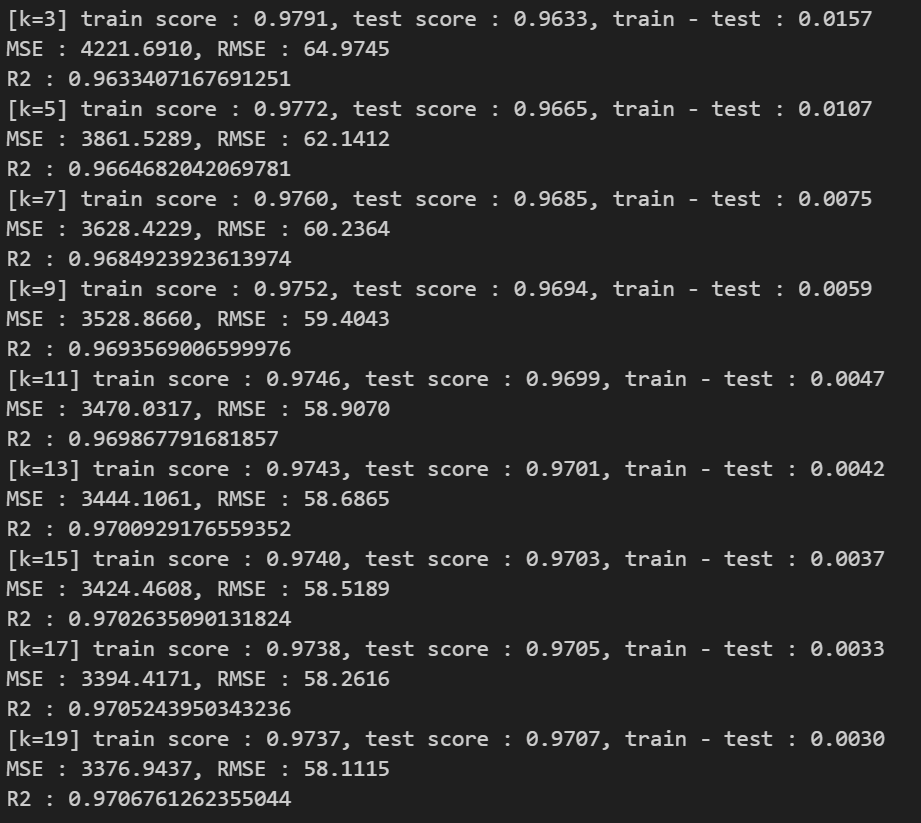 [k=3] train score : 0.9791, test score : 0.9633, train - test : 0.0157
MSE : 4221.6910, RMSE : 64.9745
R2 : 0.9633407167691251
[k=5] train score : 0.9772, test score : 0.9665, train - test : 0.0107
MSE : 3861.5289, RMSE : 62.1412
R2 : 0.9664682042069781
[k=7] train score : 0.9760, test score : 0.9685, train - test : 0.0075
MSE : 3628.4229, RMSE : 60.2364
R2 : 0.9684923923613974
[k=9] train score : 0.9752, test score : 0.9694, train - test : 0.0059
MSE : 3528.8660, RMSE : 59.4043
R2 : 0.9693569006599976
[k=11] train score : 0.9746, test score : 0.9699, train - test : 0.0047
MSE : 3470.0317, RMSE : 58.9070
R2 : 0.969867791681857
[k=13] train score : 0.9743, test score : 0.9701, train - test : 0.0042
MSE : 3444.1061, RMSE : 58.6865
R2 : 0.9700929176559352
[k=15] train score : 0.9740, test score : 0.9703, train - test : 0.0037
MSE : 3424.4608, RMSE : 58.5189
R2 : 0.9702635090131824
[k=17] train score : 0.9738, test score : 0.9705, train - test : 0.0033
MSE : 3394.4171, RMSE : 58.2616
R2 : 0.9705243950343236
[k=19] train score : 0.9737, test score : 0.9707, train - test : 0.0030
MSE : 3376.9437, RMSE : 58.1115
R2 : 0.9706761262355044